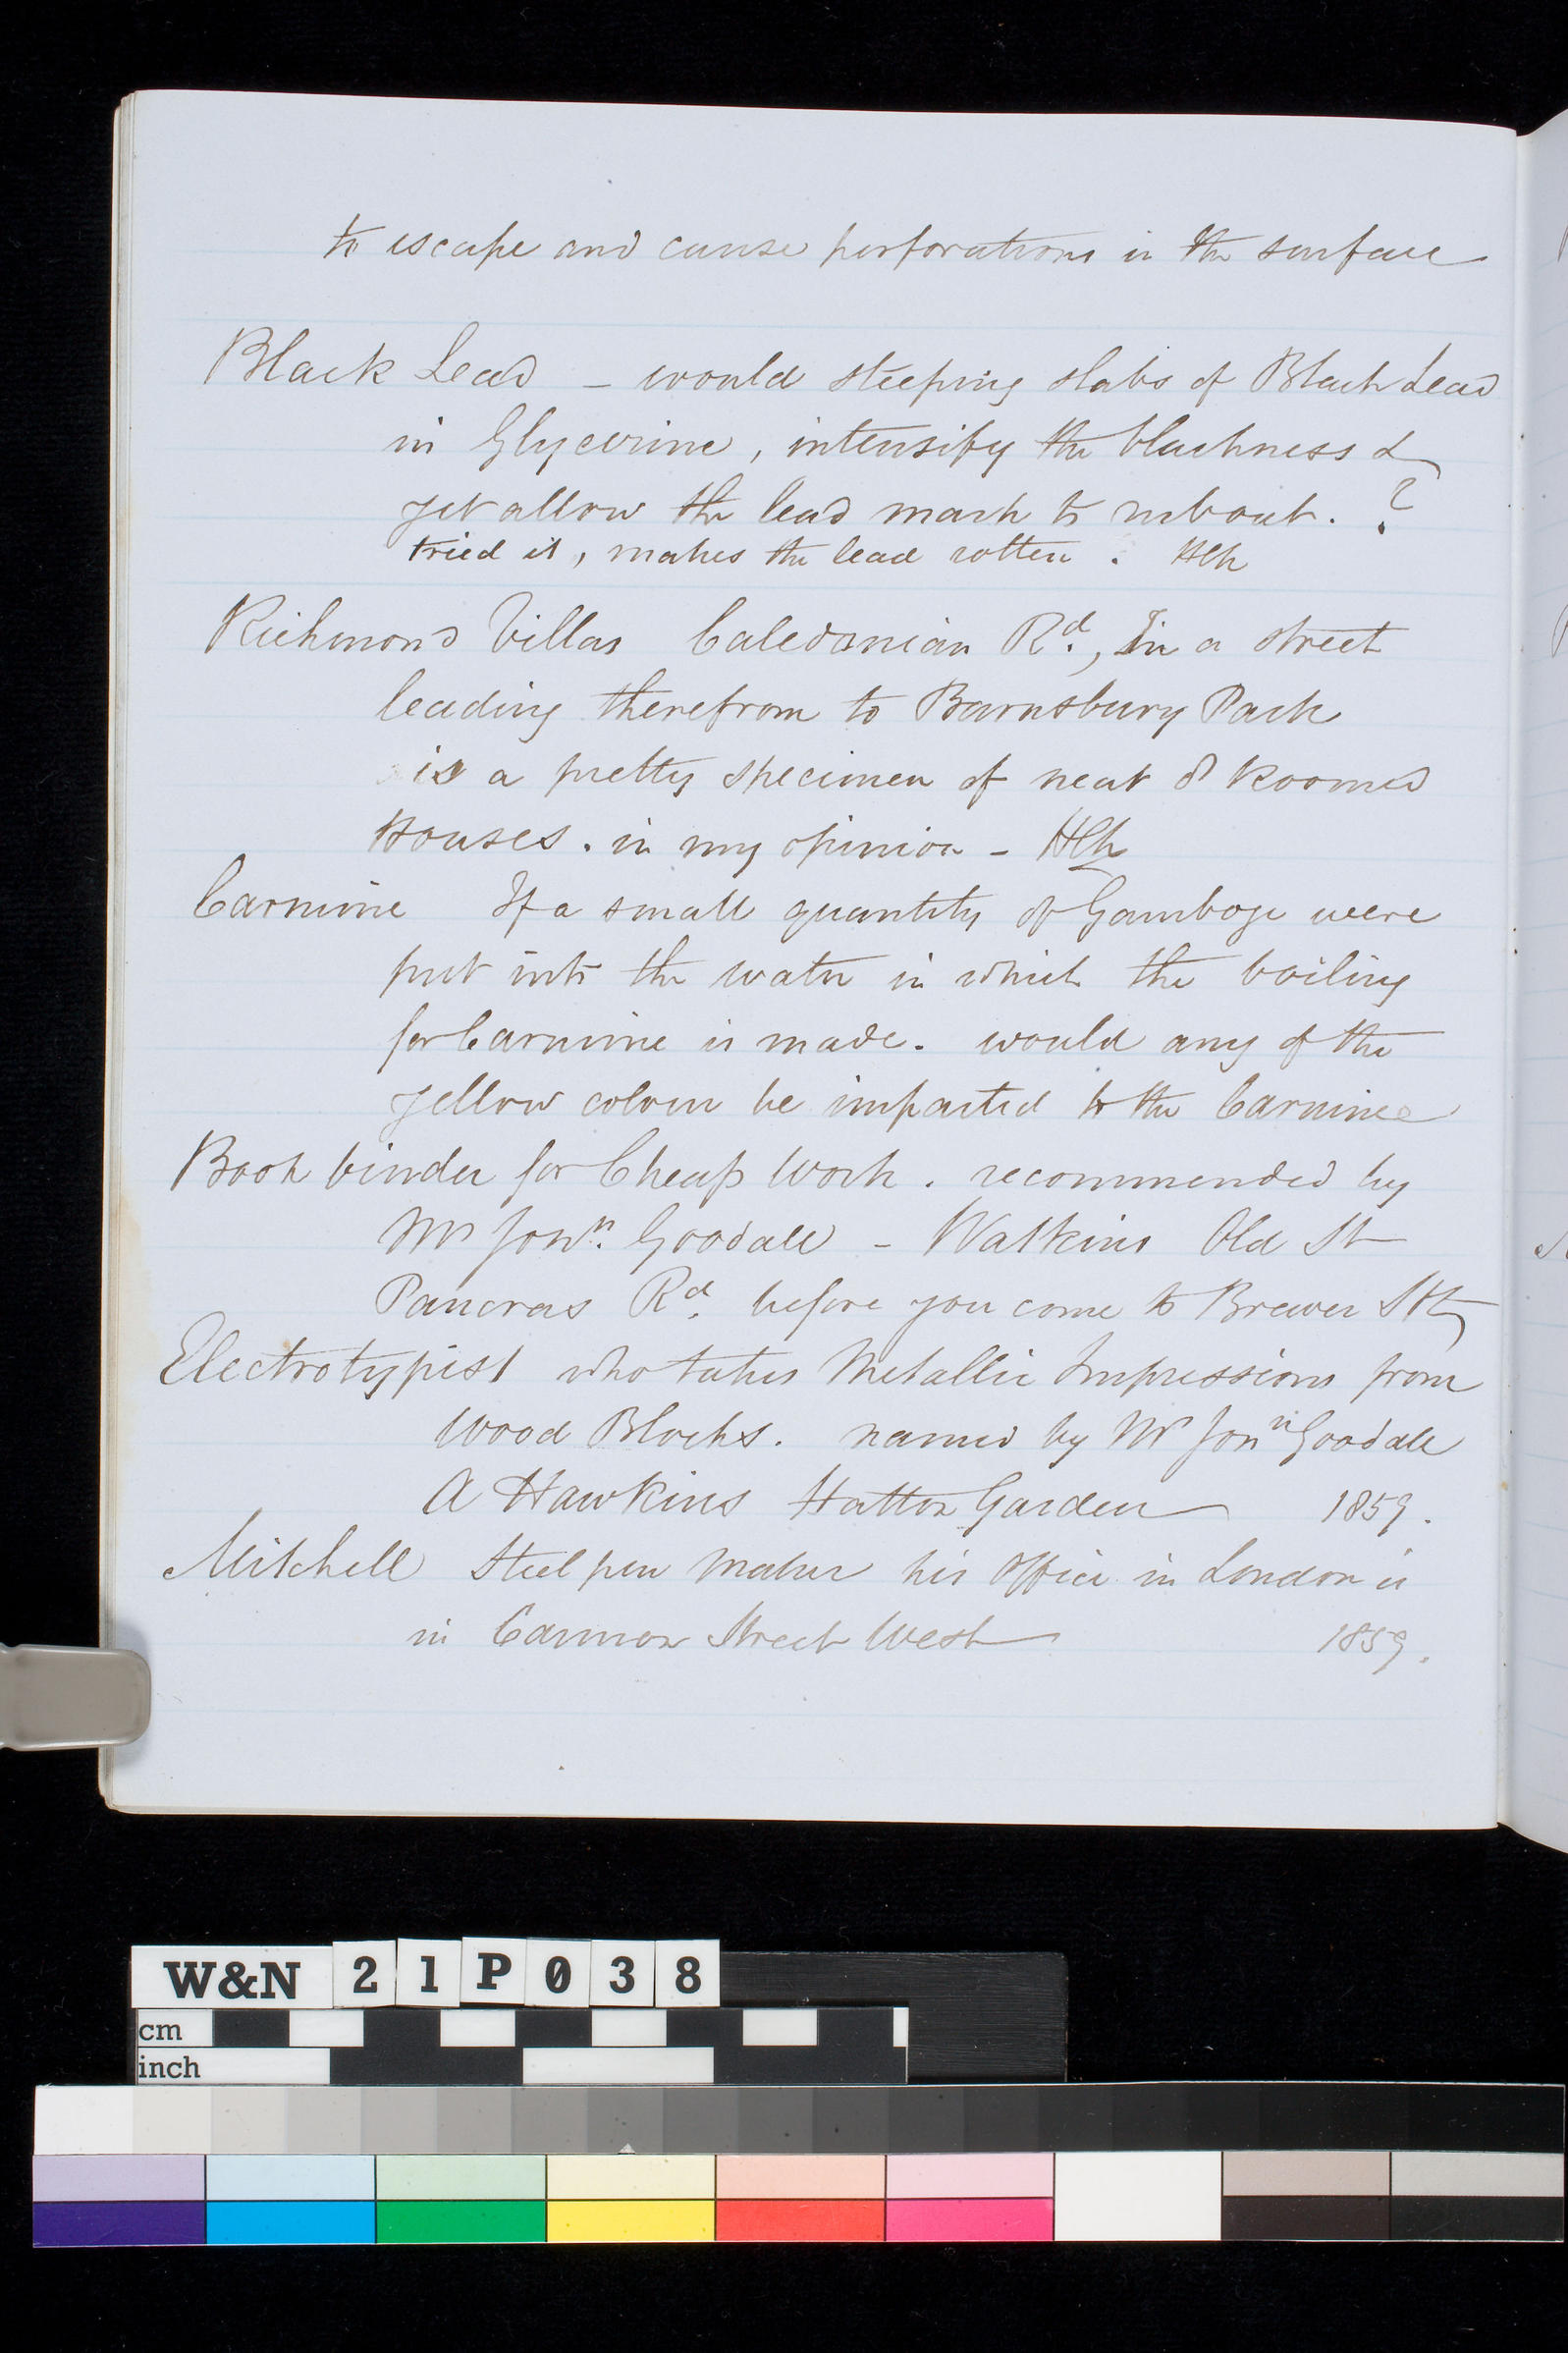 to escape and cause perforations in the surface
Black Lead – would steeping slabs of Black Lead
in Glycerine, intensify the blackness &
yet allow the lead mark to rub out. ?
tried it, makes the lead rotten. HCh
Richmond Villas Caledonian Rd., In a street
leading therefrom to Barnsbury Park
is a pretty specimen of neat 8 Roomed
Houses. in my opinion – HCh
Carmine If a small quantity of Gamboge were
put into the water in which the boiling
for Carmine is made. would any of the
yellow colour be imparted to the Carmine
Book binder for Cheap Work. recommended by
Mr Jonn. Goodall – Watkins Old St
Pancras Rd. before you come to Brewer St
Electrotypist who takes Metallic Impressions from
Wood Blocks. named by Mr Jonn Goodall
A Hawkins Hatton Garden 1859.
Mitchell Steel pen Maker his Office in London is
in Cannon Street West 1859.
W&N 21P038
cm
inch